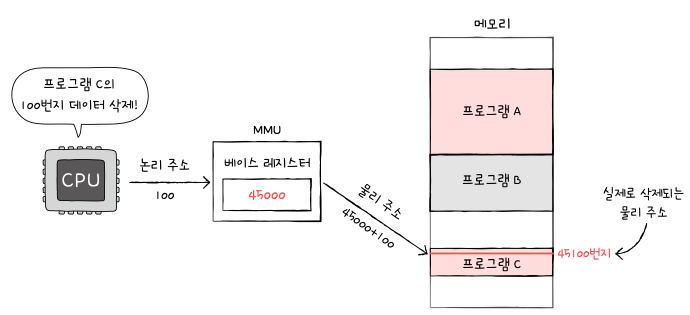 메모리
프로그램 C의
100번지 데이터 삭제!
CPU
논리 주소
100
MMU
베이스 레지스터
45000
물리 주소
45000+100
프로그램 A
프로그램 B
프로그램 C
45100번지
실제로 삭제되는
물리 주소